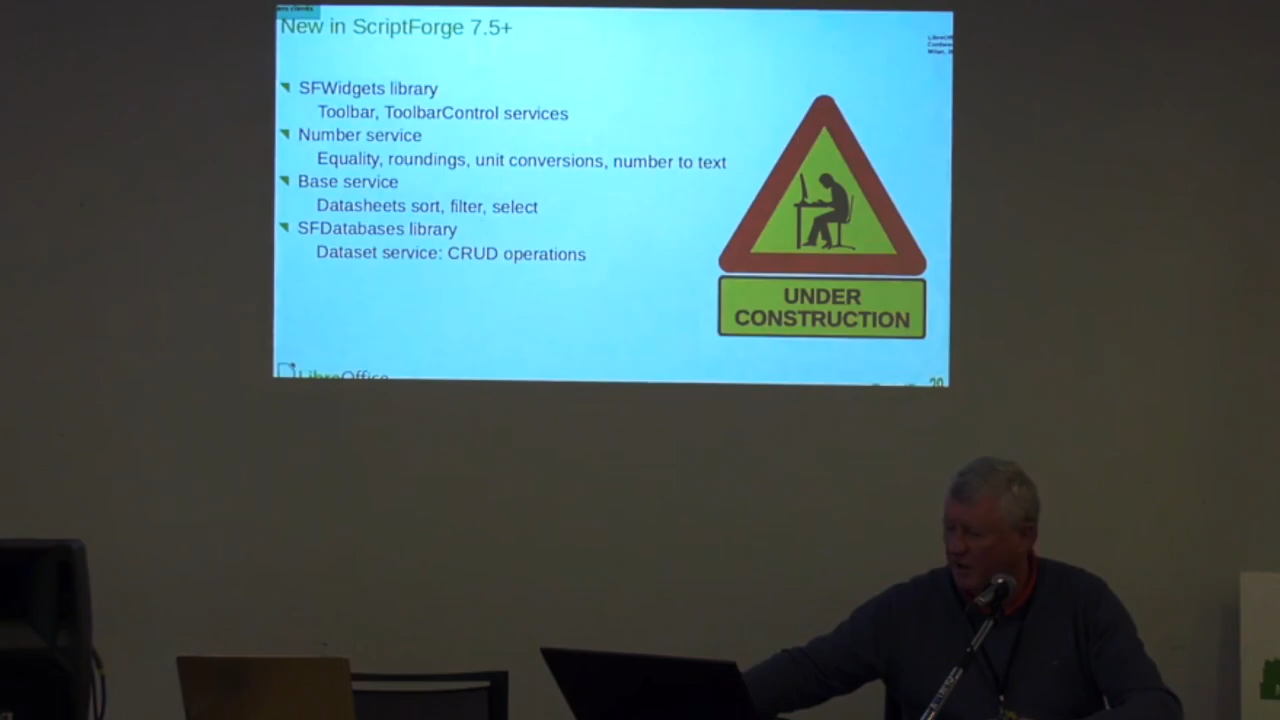 New in ScriptForge 7.5+
SFWidgets library
Toolbar, ToolbarControl services
Number service
Equality, roundings, unit conversions, number to text
Base service
Datasheets sort, filter, select
SFDatabases library
Dataset service: CRUD operations
UNDER
CONSTRUCTION
LibreOffice